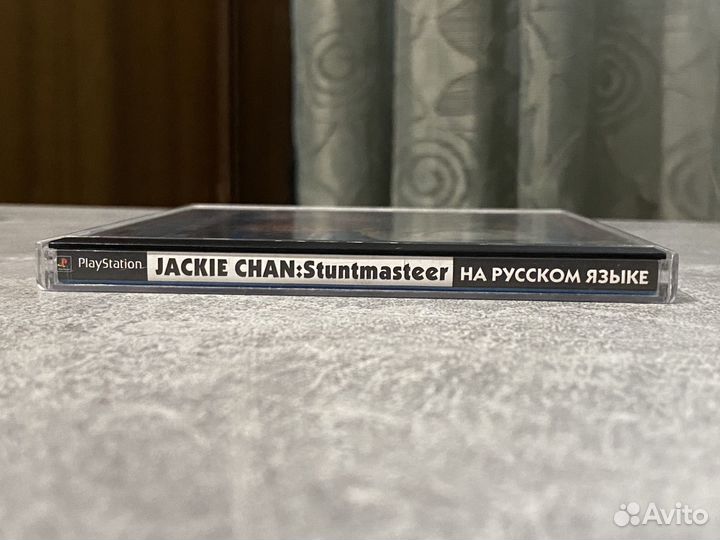 PlayStation JACKIE CHAN:Stuntmasteer НА РУССКОМ ЯЗЫКЕ
Avito